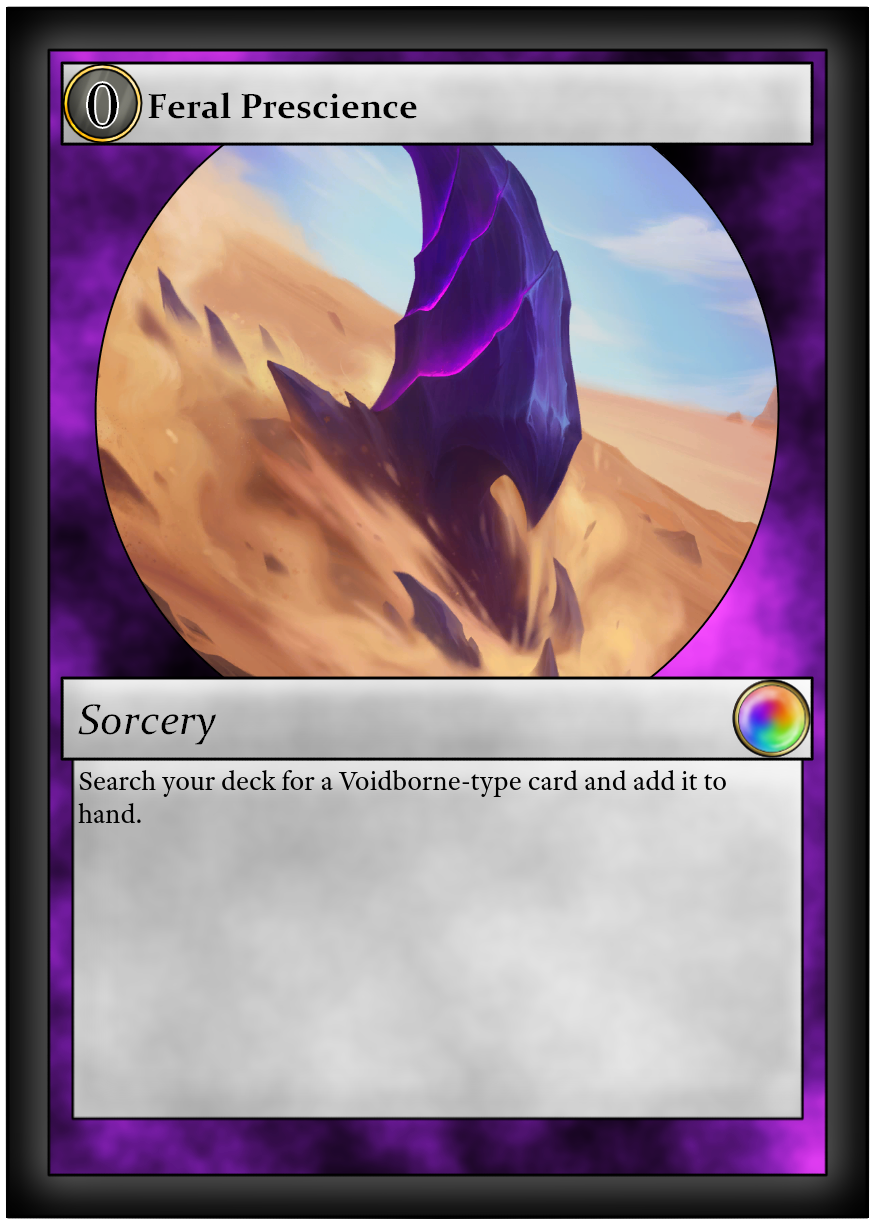 0 Feral Prescience
Sorcery
Search your deck for a Voidborne-type card and add it to
hand.